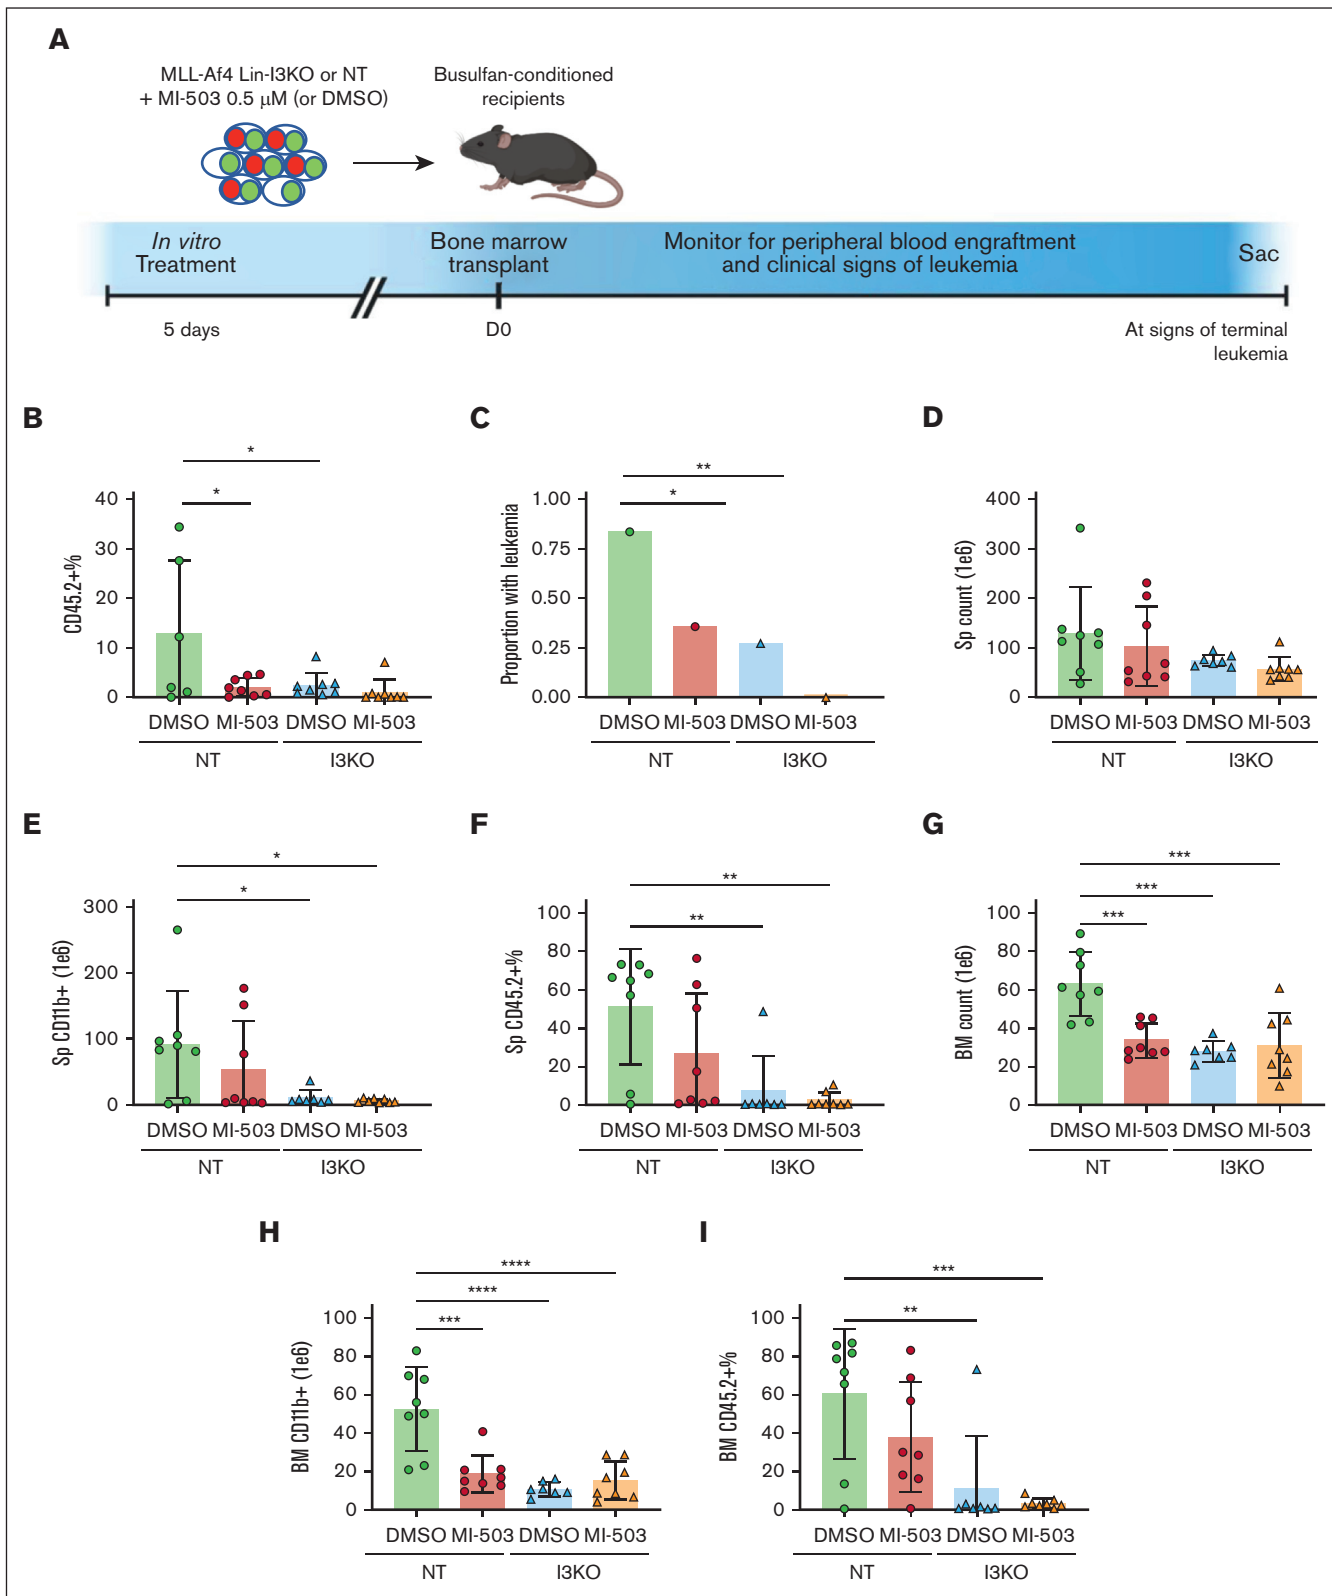 A
MLL-Af4 Lin-I3KO or NT
+ MI-503 0.5 μM (or DMSO)
Busulfan-conditioned
recipients
In vitro
Treatment
Bone marrow
transplant
Monitor for peripheral blood engraftment
and clinical signs of leukemia
Sac
5 days
D0
At signs of terminal
leukemia
B
*
*
40
30
20
10
0
CD45.2+%
DMSO MI-503 DMSO MI-503
NT I3KO
C
**
*
1.00
0.75
0.50
0.25
0.00
Proportion with leukemia
DMSO MI-503 DMSO MI-503
NT I3KO
D
400
300
200
100
0
Sp count (1e6)
DMSO MI-503 DMSO MI-503
NT I3KO
E
*
*
300
200
100
0
Sp CD11b+ (1e6)
DMSO MI-503 DMSO MI-503
NT I3KO
F
**
**
100
80
60
40
20
0
Sp CD45.2+%
DMSO MI-503 DMSO MI-503
NT I3KO
G
***
***
***
100
80
60
40
20
0
BM count (1e6)
DMSO MI-503 DMSO MI-503
NT I3KO
H
****
****
***
100
80
60
40
20
0
BM CD11b+ (1e6)
DMSO MI-503 DMSO MI-503
NT I3KO
I
***
**
100
80
60
40
20
0
BM CD45.2+%
DMSO MI-503 DMSO MI-503
NT I3KO